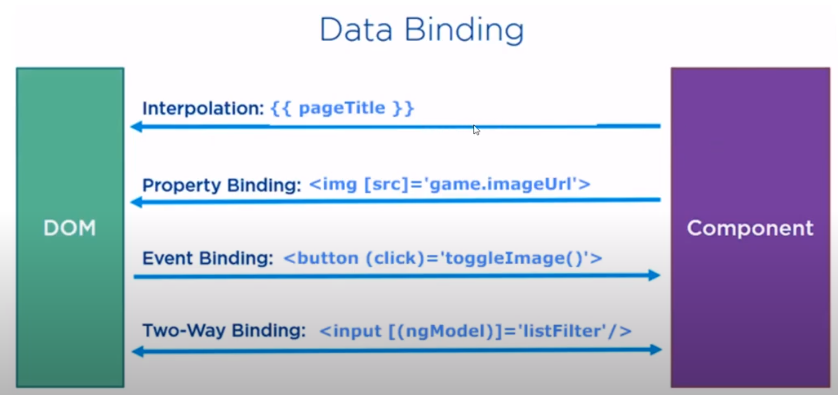 Data Binding
Interpolation: {{ pageTitle }}
Property Binding: <img [src]='game.imageUrl'>
DOM
Component
Event Binding: <button (click)='toggleImage()'>
Two-Way Binding: <input [(ngModel)]='listFilter'/>